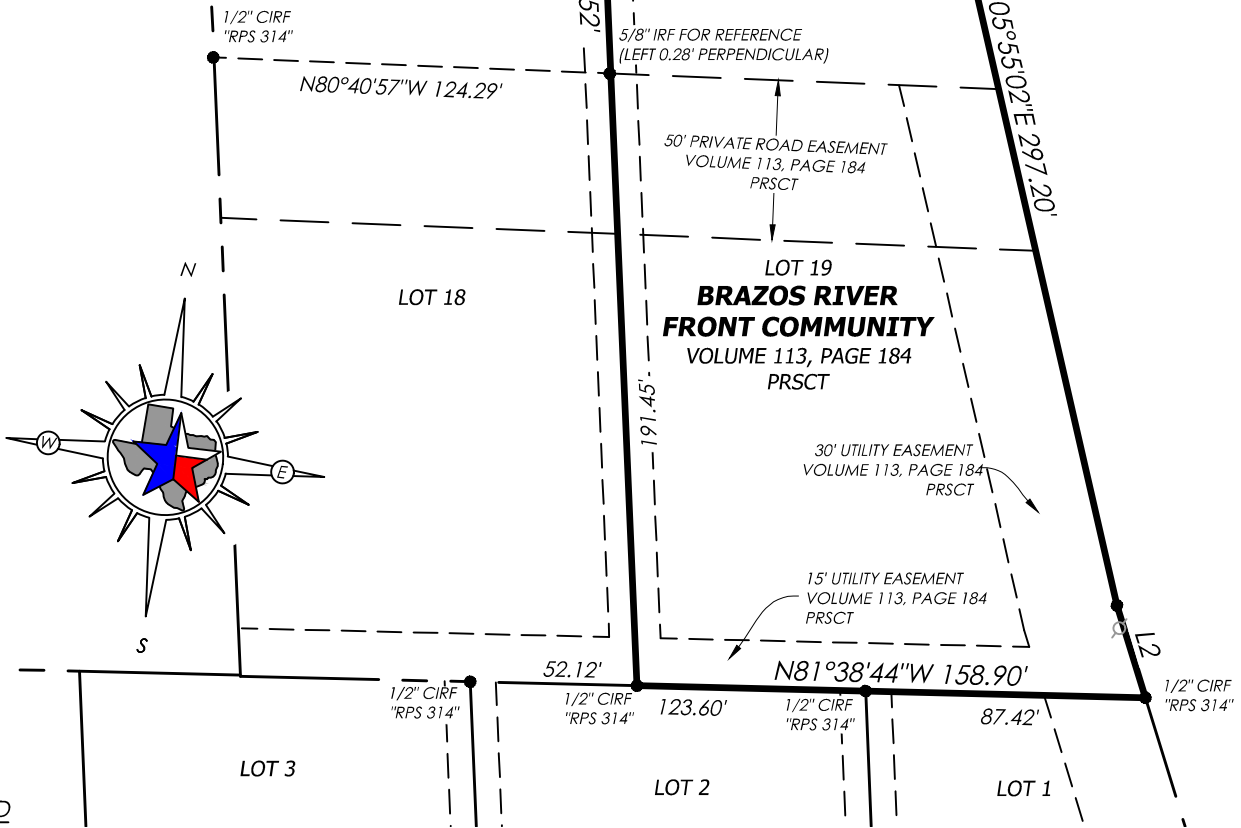 1/2" CIRF
"RPS 314"
52'
5/8" IRF FOR REFERENCE
(LEFT 0.28' PERPENDICULAR)
05°55'02"E 297.20'
N80°40'57"W 124.29'
50' PRIVATE ROAD EASEMENT
VOLUME 113, PAGE 184
PRSCT
N
LOT 18
LOT 19
BRAZOS RIVER
FRONT COMMUNITY
VOLUME 113, PAGE 184
PRSCT
191.45'
W
E
30' UTILITY EASEMENT
VOLUME 113, PAGE 184
PRSCT
15' UTILITY EASEMENT
VOLUME 113, PAGE 184
PRSCT
S
L2
52.12'
N81°38'44"W 158.90'
1/2" CIRF
"RPS 314"
1/2" CIRF
"RPS 314"
123.60'
1/2" CIRF
"RPS 314"
87.42'
1/2" CIRF
"RPS 314"
LOT 3
LOT 2
LOT 1